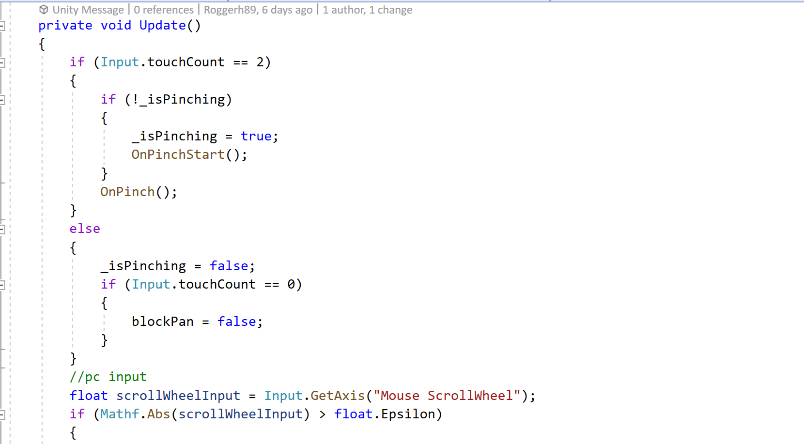 Unity Message | 0 references | Roggerh89, 6 days ago | 1 author, 1 change
private void Update()
{
    if (Input.touchCount == 2)
    {
        if (!_isPinching)
        {
            _isPinching = true;
            OnPinchStart();
        }
        OnPinch();
    }
    else
    {
        _isPinching = false;
        if (Input.touchCount == 0)
        {
            blockPan = false;
        }
    }
    //pc input
    float scrollWheelInput = Input.GetAxis("Mouse ScrollWheel");
    if (Mathf.Abs(scrollWheelInput) > float.Epsilon)
    {